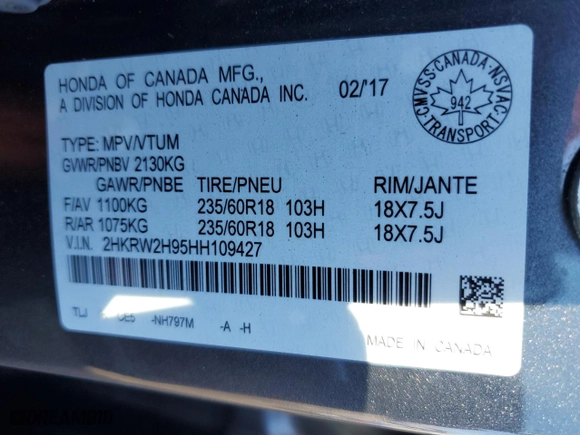 HONDA OF CANADA MFG.,
A DIVISION OF HONDA CANADA INC. 02/'17
CMVSS·CANADA·NSVAC
942
TRANSPORT
TYPE: MPV/VTUM
GVWR/PNBV 2130KG
GAWR/PNBE TIRE/PNEU RIM/JANTE
F/AV 1100KG 235/60R18 103H 18X7.5J
R/AR 1075KG 235/60R18 103H 18X7.5J
V.I.N. 2HKRW2H95HH109427
TLJ -NH797M -A -H
MADE IN CANADA